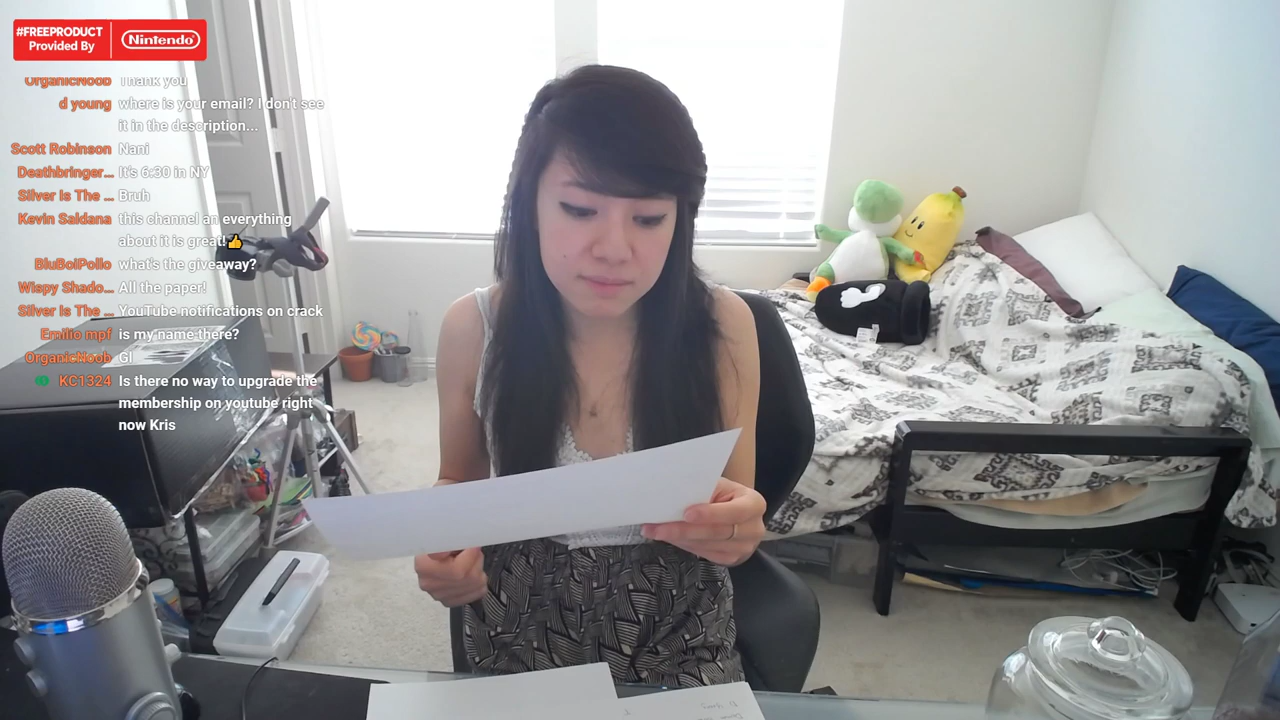 #FREEPRODUCT
Provided By
Nintendo
OrganicNoob Thank you
d young where is your email? I don't see
it in the description...
Scott Robinson Nani
Deathbringer... It's 6:30 in NY
Silver Is The ... Bruh
Kevin Saldana this channel an everything
about it is great!👍
BluBoiPollo what's the giveaway?
Wispy Shado... All the paper!
Silver Is The ... YouTube notifications on crack
Emilio mpf is my name there?
OrganicNoob Gl
KC1324 Is there no way to upgrade the
membership on youtube right
now Kris